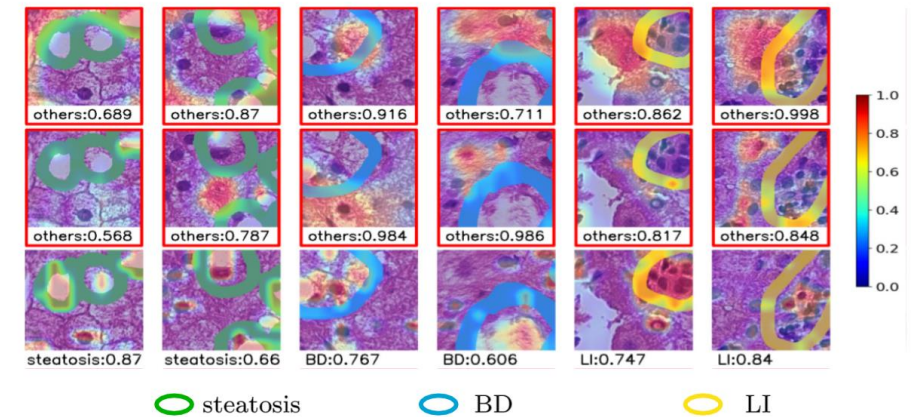 others:0.689 others:0.87 others:0.916 others:0.711 others:0.862 others:0.998
1.0
0.8
others:0.568 others:0.787 others:0.984 others:0.986 others:0.817 others:0.848
0.6
0.4
0.2
0.0
steatosis:0.87 steatosis:0.66 BD:0.767 BD:0.606 LI:0.747 LI:0.84
steatosis BD LI